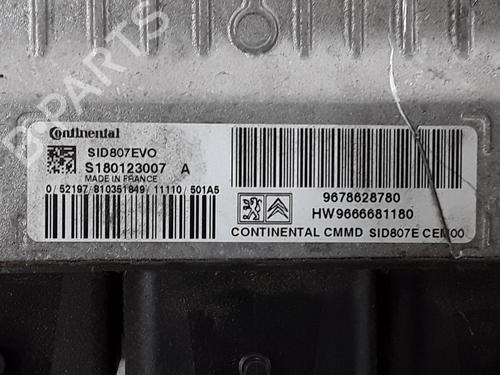 B-PARTS
Continental
SID807EVO
S180123007 A
MADE IN FRANCE
0 / 52197 / 810351849 / 11110 / 501A5
9678628780
HW9666681180
CONTINENTAL CMMD SID807E CEM00